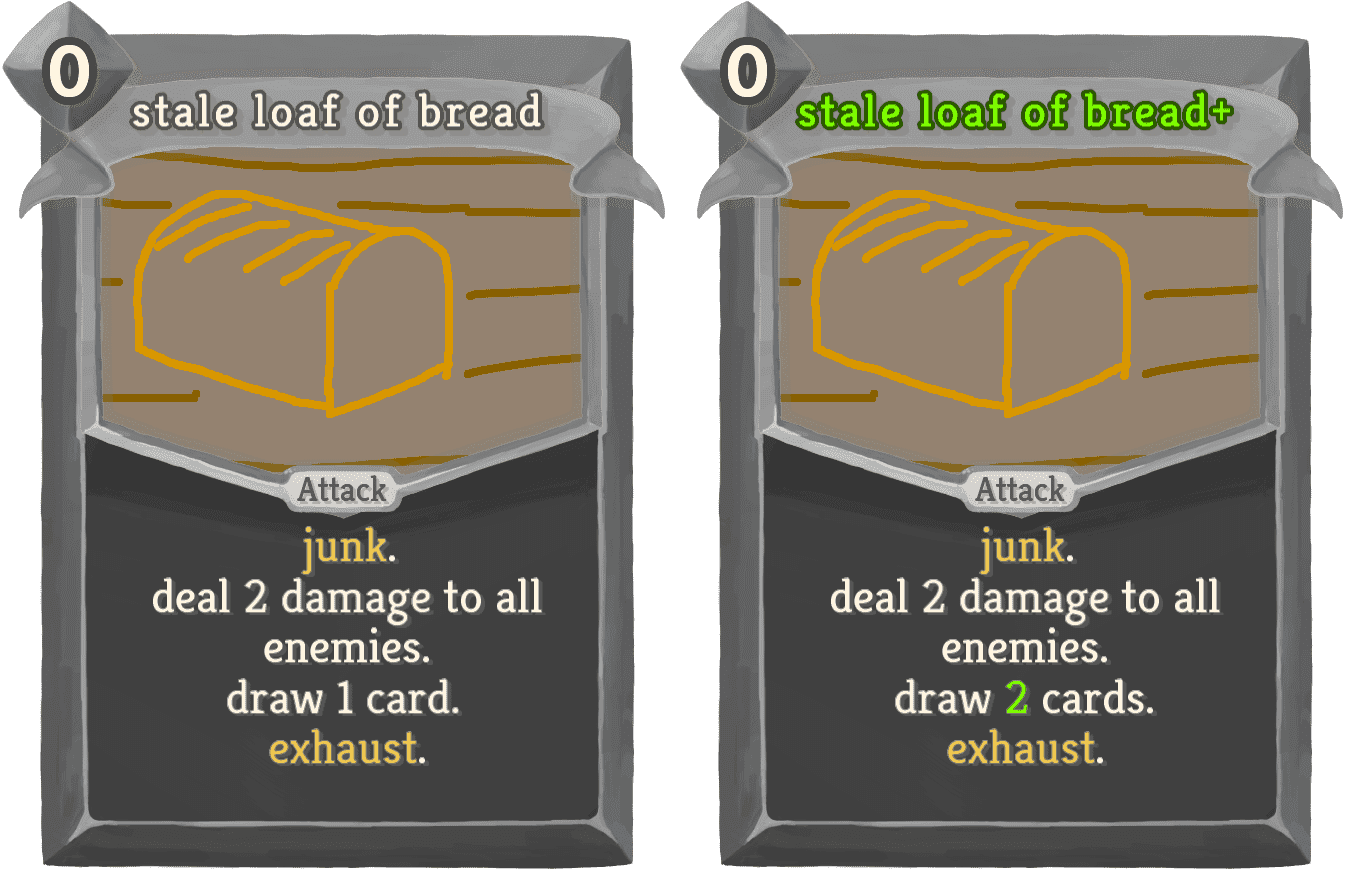 0
stale loaf of bread
Attack
junk.
deal 2 damage to all
enemies.
draw 1 card.
exhaust.
0
stale loaf of bread+
Attack
junk.
deal 2 damage to all
enemies.
draw 2 cards.
exhaust.